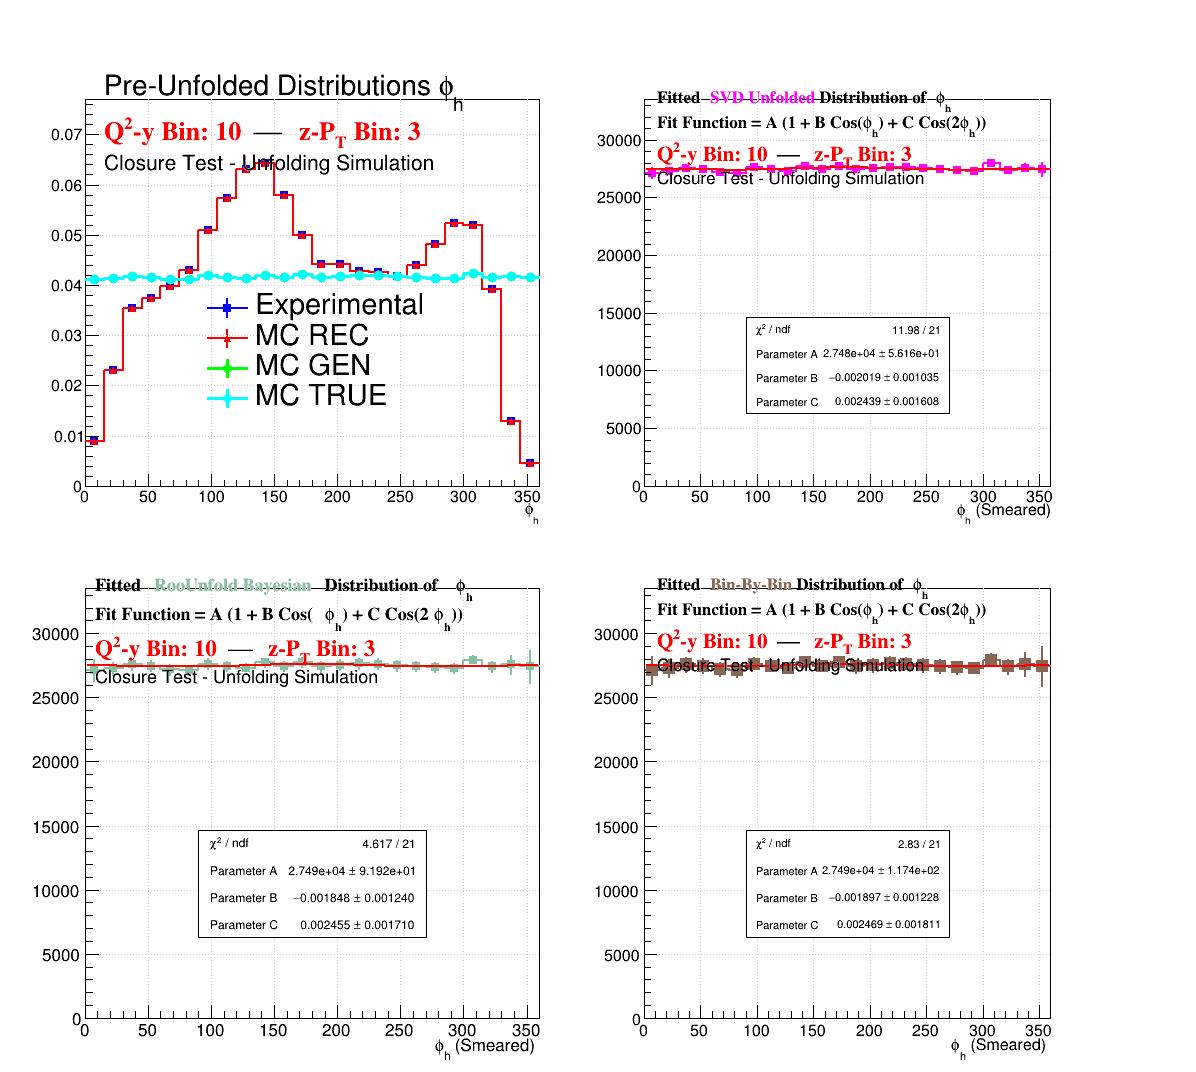 Pre-Unfolded Distributions ϕh
Q2-y Bin: 10 — z-PT Bin: 3
Closure Test - Unfolding Simulation
0.07
0.06
0.05
0.04
0.03
0.02
0.01
0
Experimental
MC REC
MC GEN
MC TRUE
0 50 100 150 200 250 300 350
ϕh
Fitted SVD Unfolded Distribution of ϕh
Fit Function = A (1 + B Cos(ϕh) + C Cos(2ϕh))
Q2-y Bin: 10 — z-PT Bin: 3
Closure Test - Unfolding Simulation
30000
25000
20000
15000
10000
5000
0
χ2 / ndf 11.98 / 21
Parameter A 2.748e+04 ± 5.616e+01
Parameter B −0.002019 ± 0.001035
Parameter C 0.002439 ± 0.001608
0 50 100 150 200 250 300 350
ϕh (Smeared)
Fitted RooUnfold Bayesian Distribution of ϕh
Fit Function = A (1 + B Cos( ϕh) + C Cos(2 ϕh))
Q2-y Bin: 10 — z-PT Bin: 3
Closure Test - Unfolding Simulation
30000
25000
20000
15000
10000
5000
0
χ2 / ndf 4.617 / 21
Parameter A 2.749e+04 ± 9.192e+01
Parameter B −0.001848 ± 0.001240
Parameter C 0.002455 ± 0.001710
0 50 100 150 200 250 300 350
ϕh (Smeared)
Fitted Bin-By-Bin Distribution of ϕh
Fit Function = A (1 + B Cos(ϕh) + C Cos(2ϕh))
Q2-y Bin: 10 — z-PT Bin: 3
Closure Test - Unfolding Simulation
30000
25000
20000
15000
10000
5000
0
χ2 / ndf 2.83 / 21
Parameter A 2.749e+04 ± 1.174e+02
Parameter B −0.001897 ± 0.001228
Parameter C 0.002469 ± 0.001811
0 50 100 150 200 250 300 350
ϕh (Smeared)